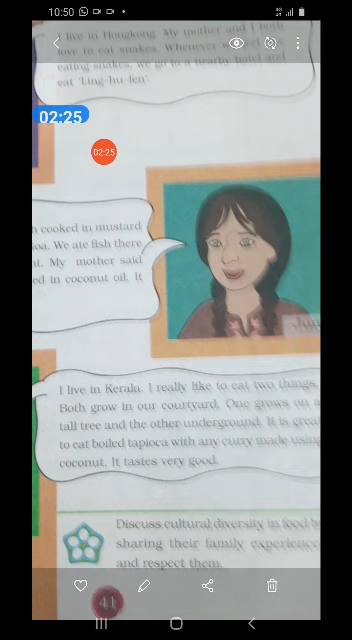 10:50
I live in Hongkong. My mother and I both
love to eat snakes. Whenever
eating snakes, we go to a nearby hotel and
eat 'Ling-hu-fen'.
02:25
02:25
h cooked in mustard
oa. We ate fish there
t. My mother said
ed in coconut oil. It
Jun
I live in Kerala. I really like to eat two things.
Both grow in our courtyard. One grows on a
tall tree and the other underground. It is grea
to eat boiled tapioca with any curry made using
coconut. It tastes very good.
Discuss cultural diversity in food b
sharing their family experience
and respect them.
41